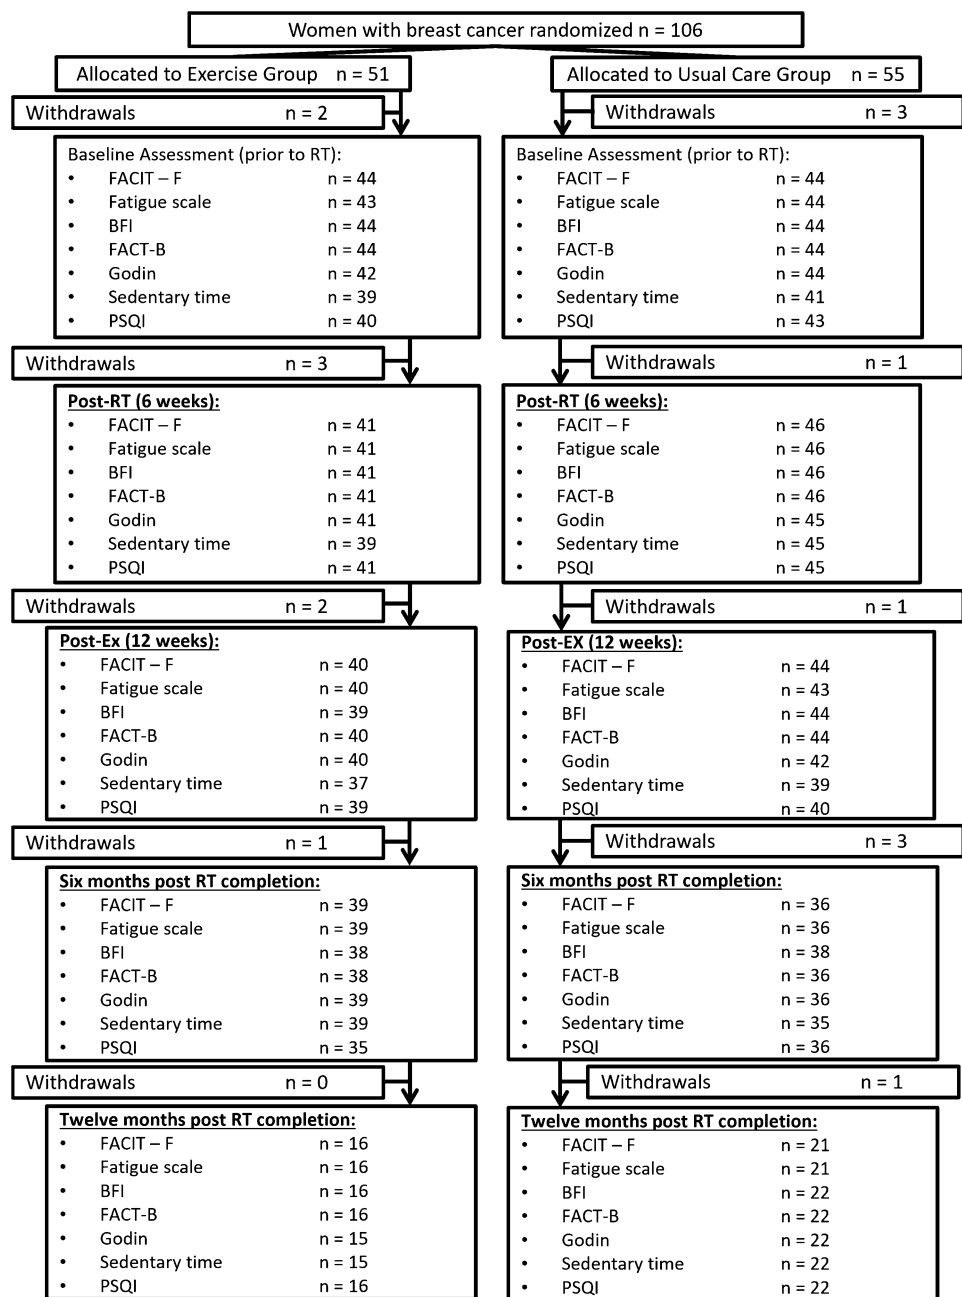 Women with breast cancer randomized n = 106
Allocated to Exercise Group n = 51
Withdrawals n = 2
Baseline Assessment (prior to RT):
• FACIT – F n = 44
• Fatigue scale n = 43
• BFI n = 44
• FACT-B n = 44
• Godin n = 42
• Sedentary time n = 39
• PSQI n = 40
Withdrawals n = 3
Post-RT (6 weeks):
• FACIT – F n = 41
• Fatigue scale n = 41
• BFI n = 41
• FACT-B n = 41
• Godin n = 41
• Sedentary time n = 39
• PSQI n = 41
Withdrawals n = 2
Post-Ex (12 weeks):
• FACIT – F n = 40
• Fatigue scale n = 40
• BFI n = 39
• FACT-B n = 40
• Godin n = 40
• Sedentary time n = 37
• PSQI n = 39
Withdrawals n = 1
Six months post RT completion:
• FACIT – F n = 39
• Fatigue scale n = 39
• BFI n = 38
• FACT-B n = 38
• Godin n = 39
• Sedentary time n = 39
• PSQI n = 35
Withdrawals n = 0
Twelve months post RT completion:
• FACIT – F n = 16
• Fatigue scale n = 16
• BFI n = 16
• FACT-B n = 16
• Godin n = 15
• Sedentary time n = 15
• PSQI n = 16
Allocated to Usual Care Group n = 55
Withdrawals n = 3
Baseline Assessment (prior to RT):
• FACIT – F n = 44
• Fatigue scale n = 44
• BFI n = 44
• FACT-B n = 44
• Godin n = 44
• Sedentary time n = 41
• PSQI n = 43
Withdrawals n = 1
Post-RT (6 weeks):
• FACIT – F n = 46
• Fatigue scale n = 46
• BFI n = 46
• FACT-B n = 46
• Godin n = 45
• Sedentary time n = 45
• PSQI n = 45
Withdrawals n = 1
Post-EX (12 weeks):
• FACIT – F n = 44
• Fatigue scale n = 43
• BFI n = 44
• FACT-B n = 44
• Godin n = 42
• Sedentary time n = 39
• PSQI n = 40
Withdrawals n = 3
Six months post RT completion:
• FACIT – F n = 36
• Fatigue scale n = 36
• BFI n = 38
• FACT-B n = 36
• Godin n = 36
• Sedentary time n = 35
• PSQI n = 36
Withdrawals n = 1
Twelve months post RT completion:
• FACIT – F n = 21
• Fatigue scale n = 21
• BFI n = 22
• FACT-B n = 22
• Godin n = 22
• Sedentary time n = 22
• PSQI n = 22